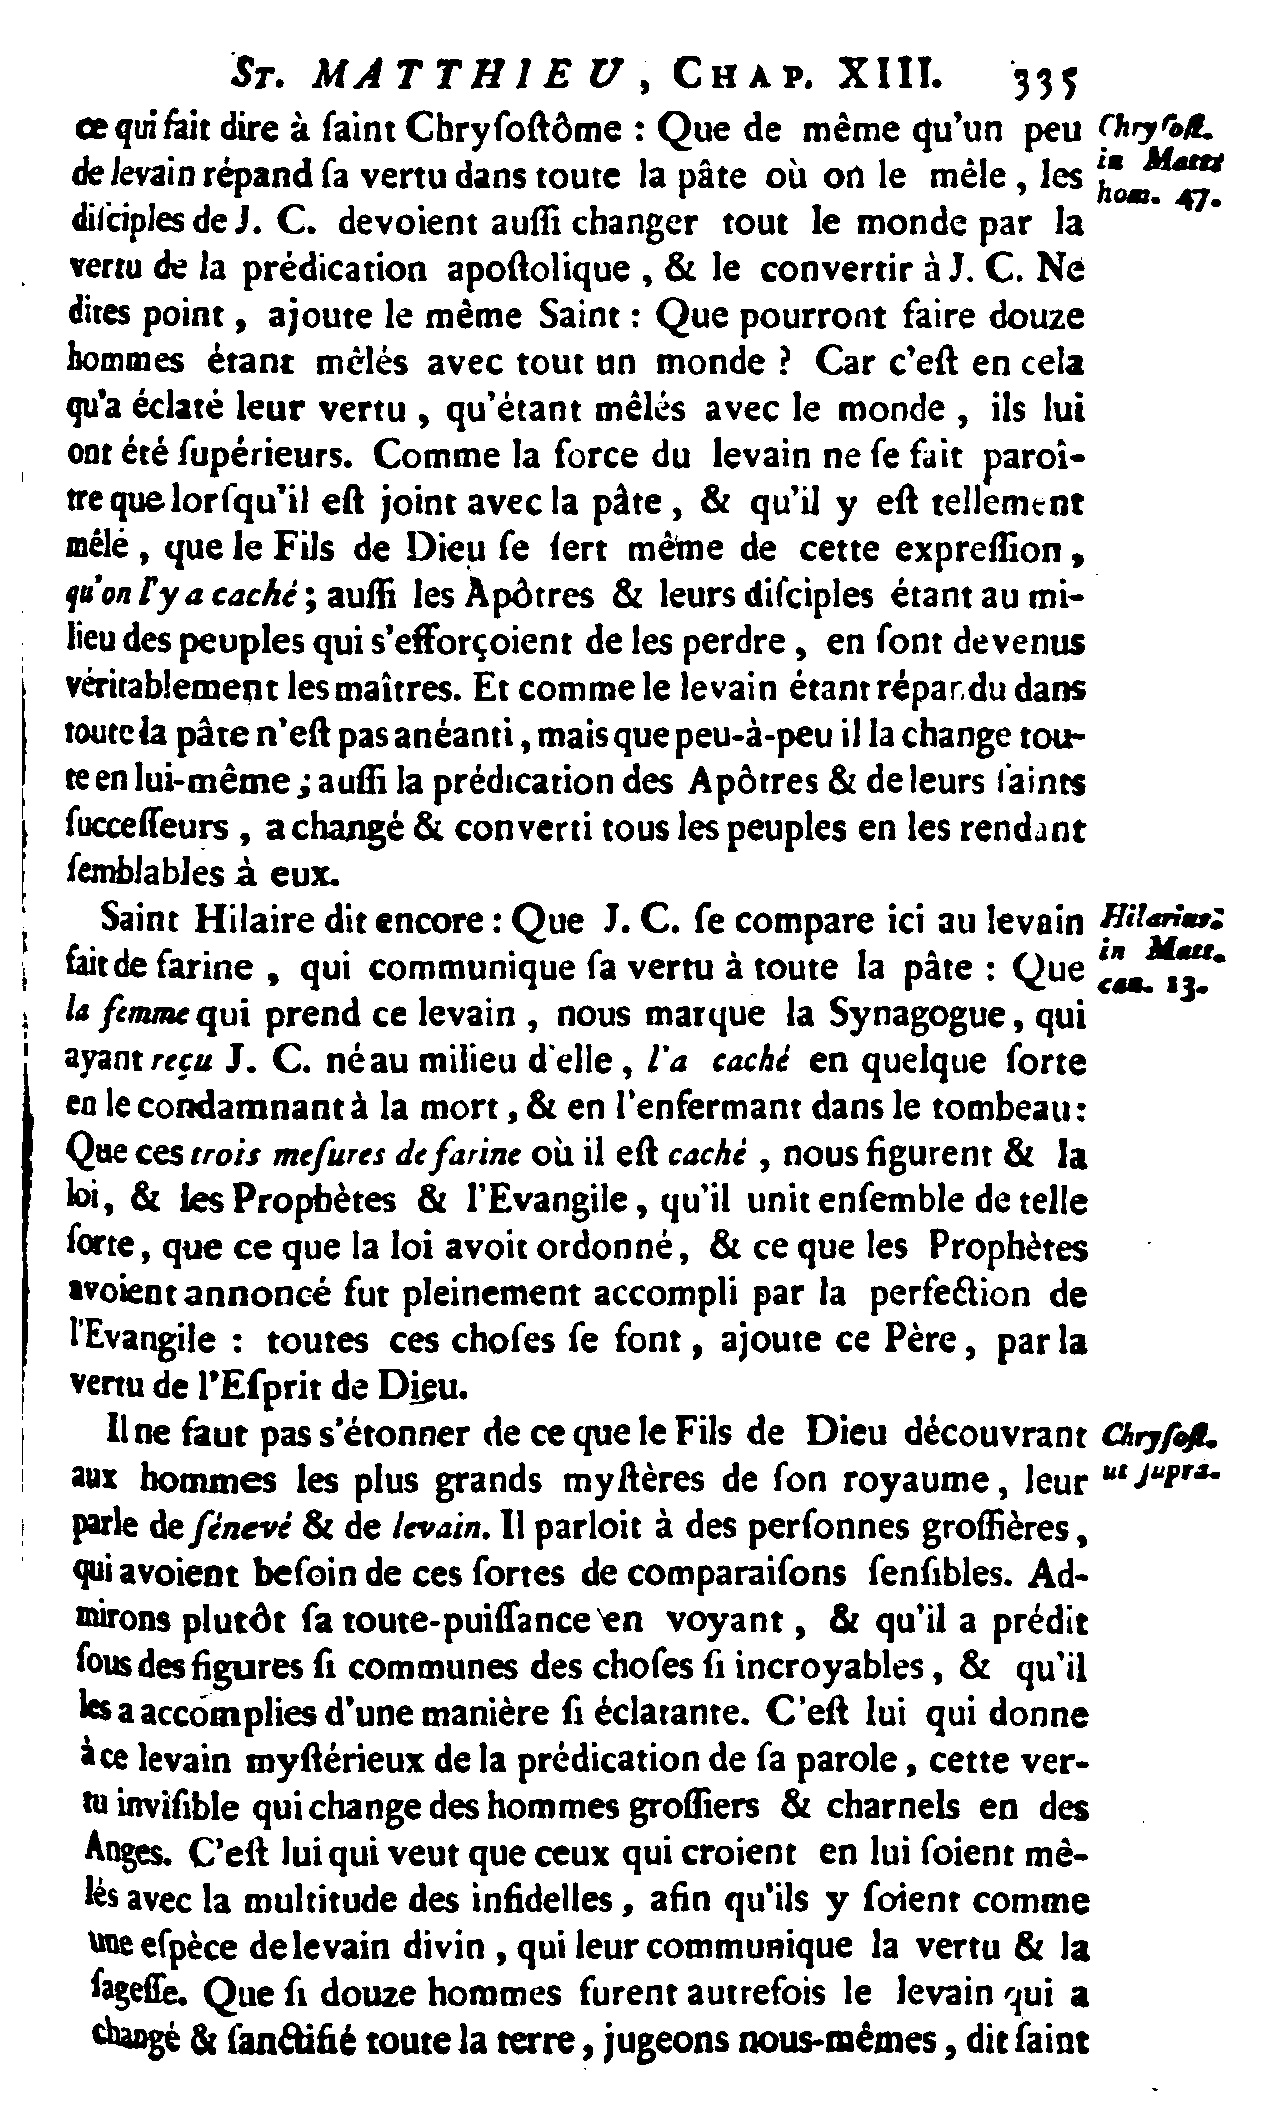 ST. MATTHIEU, CHAP. XIII. 335
ce qui fait dire à ſaint Chryſoſtôme : Que de même qu'un peu
de levain répand ſa vertu dans toute la pâte où on le mêle, les
diſciples de J. C. devoient auſſi changer tout le monde par la
vertu de la prédication apoſtolique, & le convertir à J. C. Ne
dites point, ajoute le même Saint : Que pourront faire douze
hommes étant mêlés avec tout un monde ? Car c'eſt en cela
qu'a éclaté leur vertu, qu'étant mêlés avec le monde, ils lui
ont été ſupérieurs. Comme la force du levain ne ſe fait paroî-
tre que lorſqu'il eſt joint avec la pâte, & qu'il y eſt tellement
mêlé, que le Fils de Dieu ſe ſert même de cette expreſſion,
qu'on l'y a caché ; auſſi les Apôtres & leurs diſciples étant au mi-
lieu des peuples qui s'efforçoient de les perdre, en ſont devenus
véritablement les maîtres. Et comme le levain étant répandu dans
toute la pâte n'eſt pas anéanti, mais que peu-à-peu il la change tou-
te en lui-même ; auſſi la prédication des Apôtres & de leurs ſaints
ſucceſſeurs, a changé & converti tous les peuples en les rendant
ſemblables à eux.
Saint Hilaire dit encore : Que J. C. ſe compare ici au levain
fait de farine, qui communique ſa vertu à toute la pâte : Que
la femme qui prend ce levain, nous marque la Synagogue, qui
ayant reçu J. C. né au milieu d'elle, l'a caché en quelque ſorte
en le condamnant à la mort, & en l'enfermant dans le tombeau :
Que ces trois meſures de farine où il eſt caché, nous figurent & la
loi, & les Prophètes & l'Evangile, qu'il unit enſemble de telle
ſorte, que ce que la loi avoit ordonné, & ce que les Prophètes
avoient annoncé fut pleinement accompli par la perfection de
l'Evangile : toutes ces choſes ſe font, ajoute ce Père, par la
vertu de l'Eſprit de Dieu.
Il ne faut pas s'étonner de ce que le Fils de Dieu découvrant
aux hommes les plus grands myſtères de ſon royaume, leur
parle de ſénevé & de levain. Il parloit à des perſonnes groſſières,
qui avoient beſoin de ces ſortes de comparaiſons ſenſibles. Ad-
mirons plutôt ſa toute-puiſſance en voyant, & qu'il a prédit
ſous des figures ſi communes des choſes ſi incroyables, & qu'il
les a accomplies d'une manière ſi éclatante. C'eſt lui qui donne
à ce levain myſtérieux de la prédication de ſa parole, cette ver-
tu inviſible qui change des hommes groſſiers & charnels en des
Anges. C'eſt lui qui veut que ceux qui croient en lui ſoient mê-
lés avec la multitude des infidelles, afin qu'ils y ſoient comme
une eſpèce de levain divin, qui leur communique la vertu & la
ſageſſe. Que ſi douze hommes furent autrefois le levain qui a
changé & ſanctifié toute la terre, jugeons nous-mêmes, dit ſaint
Chryſoſt.
in Matt
hom. 47.
Hilarius
in Matt.
can. 13.
Chryſoſt.
ut ſupra.